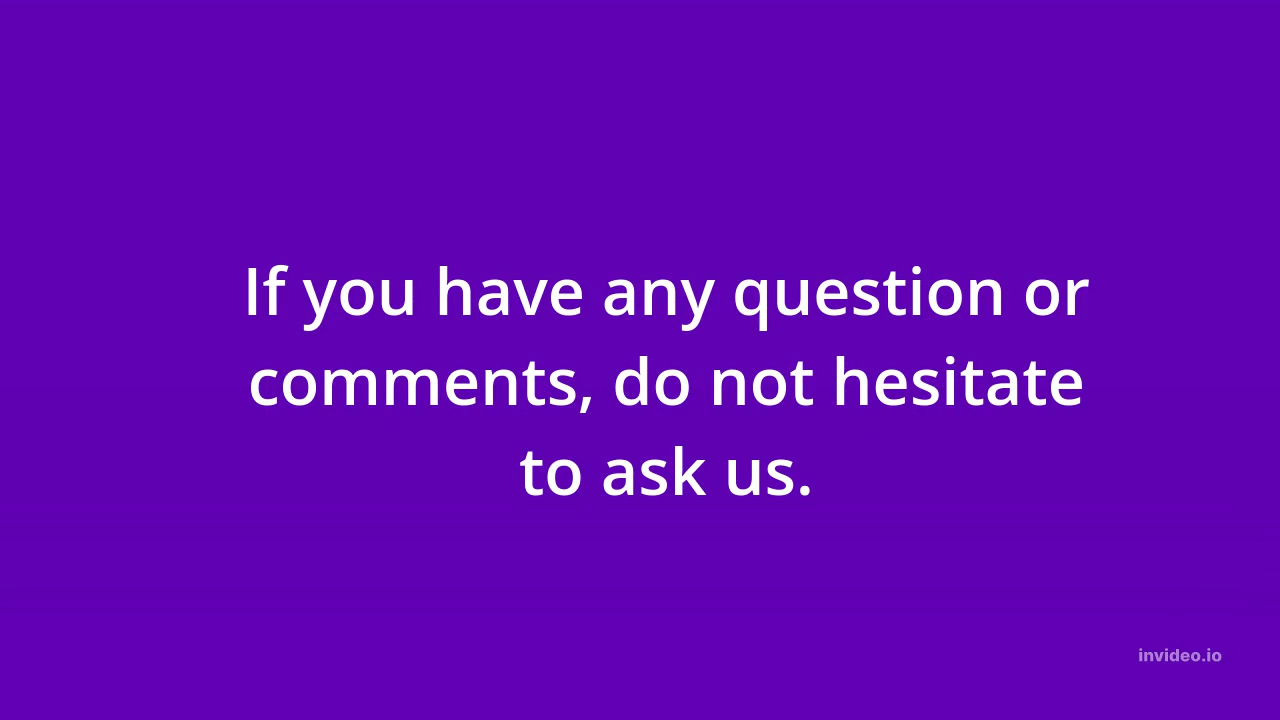 If you have any question or
comments, do not hesitate
to ask us.
invideo.io